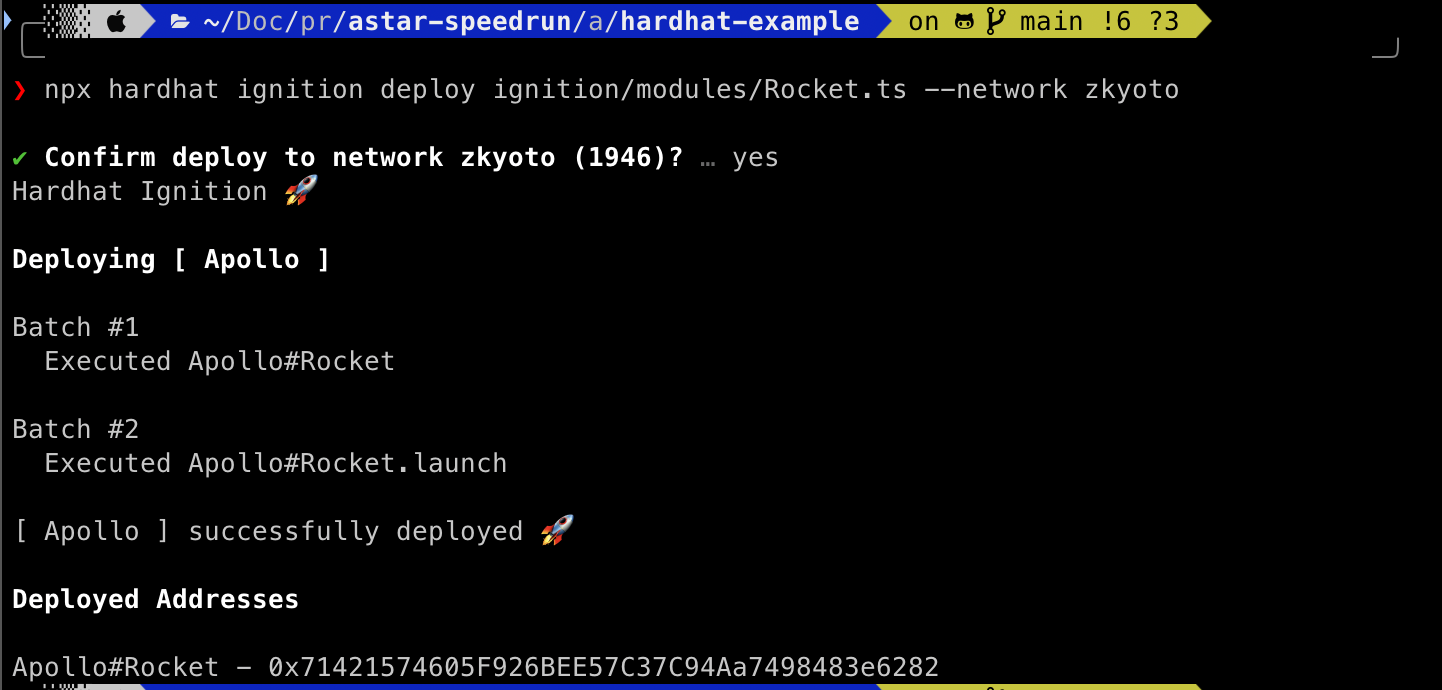 ~/Doc/pr/astar-speedrun/a/hardhat-example on main !6 ?3
❯ npx hardhat ignition deploy ignition/modules/Rocket.ts --network zkyoto
✔ Confirm deploy to network zkyoto (1946)? … yes
Hardhat Ignition 🚀
Deploying [ Apollo ]
Batch #1
Executed Apollo#Rocket
Batch #2
Executed Apollo#Rocket.launch
[ Apollo ] successfully deployed 🚀
Deployed Addresses
Apollo#Rocket - 0x71421574605F926BEE57C37C94Aa7498483e6282